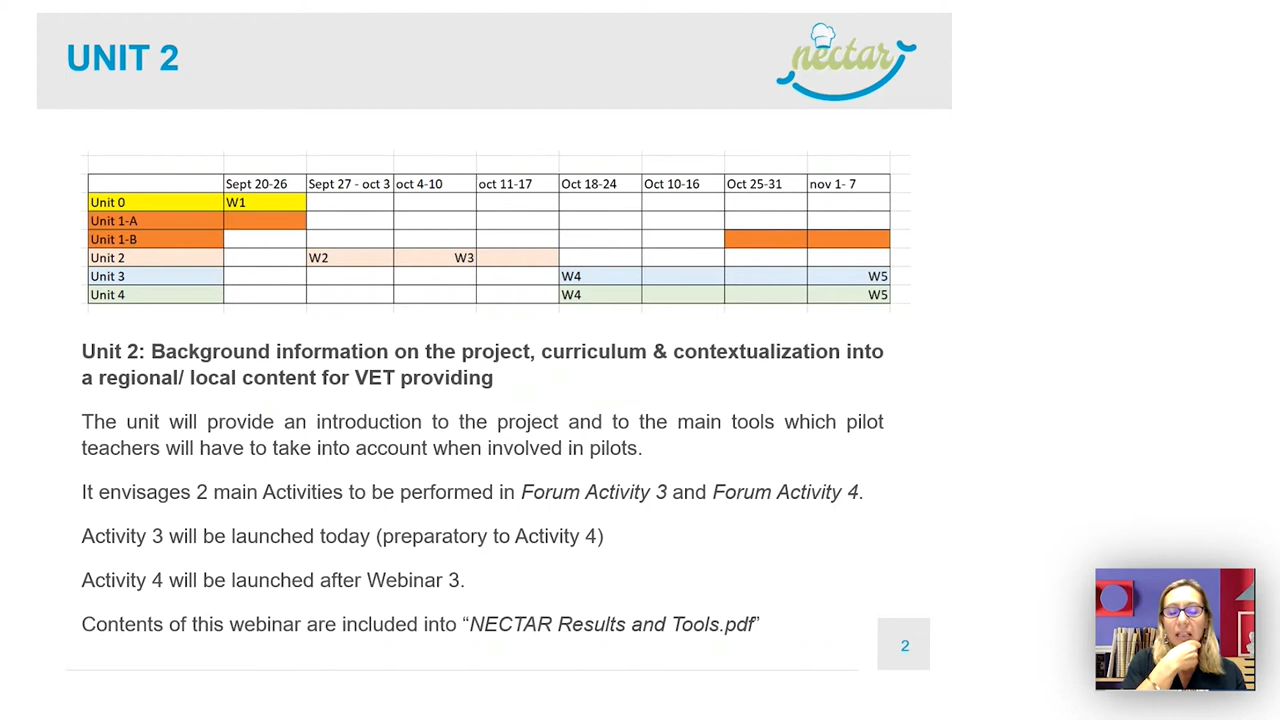 UNIT 2
nectar
Sept 20-26 Sept 27 - oct 3 oct 4-10 oct 11-17 Oct 18-24 Oct 10-16 Oct 25-31 nov 1- 7
Unit 0 W1
Unit 1-A
Unit 1-B
Unit 2 W2 W3
Unit 3 W4 W5
Unit 4 W4 W5
Unit 2: Background information on the project, curriculum & contextualization into
a regional/ local content for VET providing
The unit will provide an introduction to the project and to the main tools which pilot
teachers will have to take into account when involved in pilots.
It envisages 2 main Activities to be performed in Forum Activity 3 and Forum Activity 4.
Activity 3 will be launched today (preparatory to Activity 4)
Activity 4 will be launched after Webinar 3.
Contents of this webinar are included into “NECTAR Results and Tools.pdf”
2